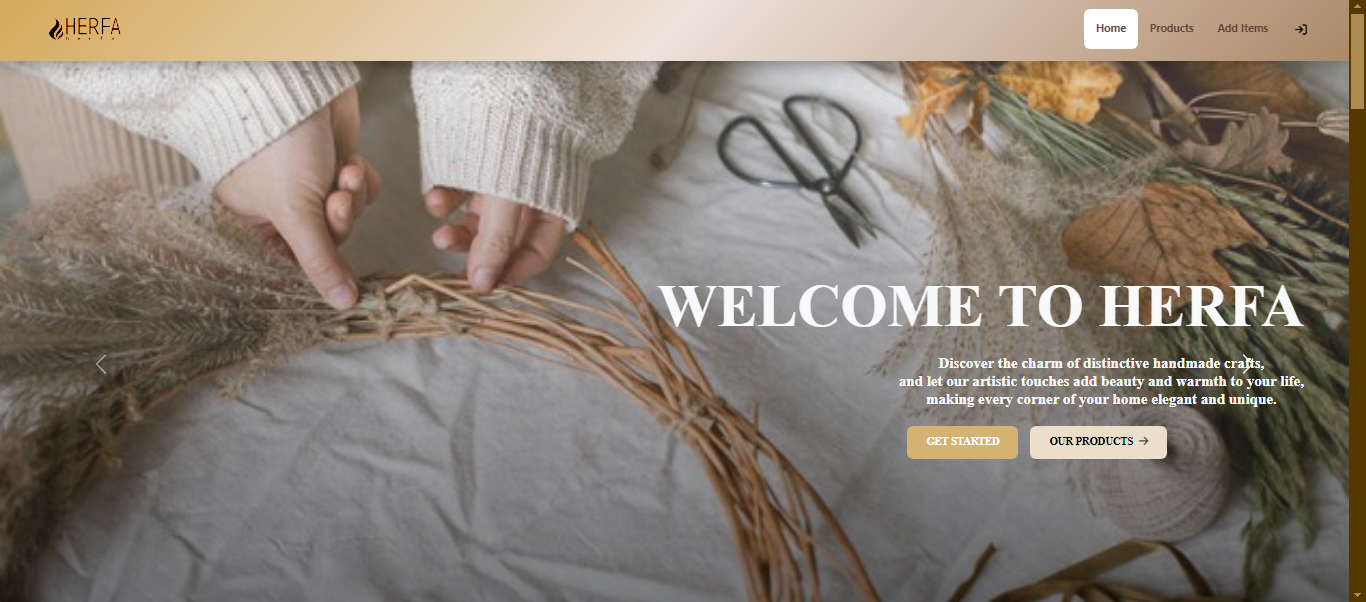 HERFA
herfa
Home
Products
Add Items
WELCOME TO HERFA
Discover the charm of distinctive handmade crafts,
and let our artistic touches add beauty and warmth to your life,
making every corner of your home elegant and unique.
GET STARTED
OUR PRODUCTS →